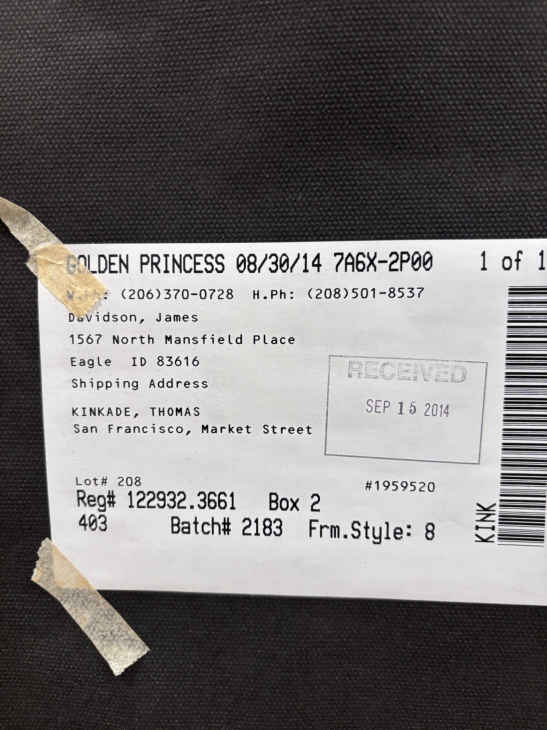 GOLDEN PRINCESS 08/30/14 7A6X-2P00 1 of 1
(206)370-0728 H.Ph: (208)501-8537
Davidson, James
1567 North Mansfield Place
Eagle ID 83616
Shipping Address
RECEIVED
SEP 15 2014
KINKADE, THOMAS
San Francisco, Market Street
Lot# 208
#1959520
Reg# 122932.3661 Box 2
403 Batch# 2183 Frm.Style: 8
KINK